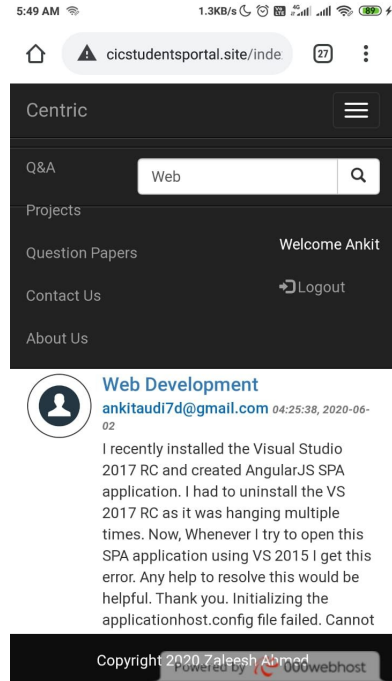 5:49 AM
1.3KB/s
4G
89
cicstudentsportal.site/inde
27
Centric
Q&A
Web
Projects
Question Papers
Welcome Ankit
Logout
Contact Us
About Us
Web Development
ankitaudi7d@gmail.com 04:25:38, 2020-06-
02
I recently installed the Visual Studio
2017 RC and created AngularJS SPA
application. I had to uninstall the VS
2017 RC as it was hanging multiple
times. Now, Whenever I try to open this
SPA application using VS 2015 I get this
error. Any help to resolve this would be
helpful. Thank you. Initializing the
applicationhost.config file failed. Cannot
Copyright 2020 Zaleesh Ahmed
Powered by 000webhost